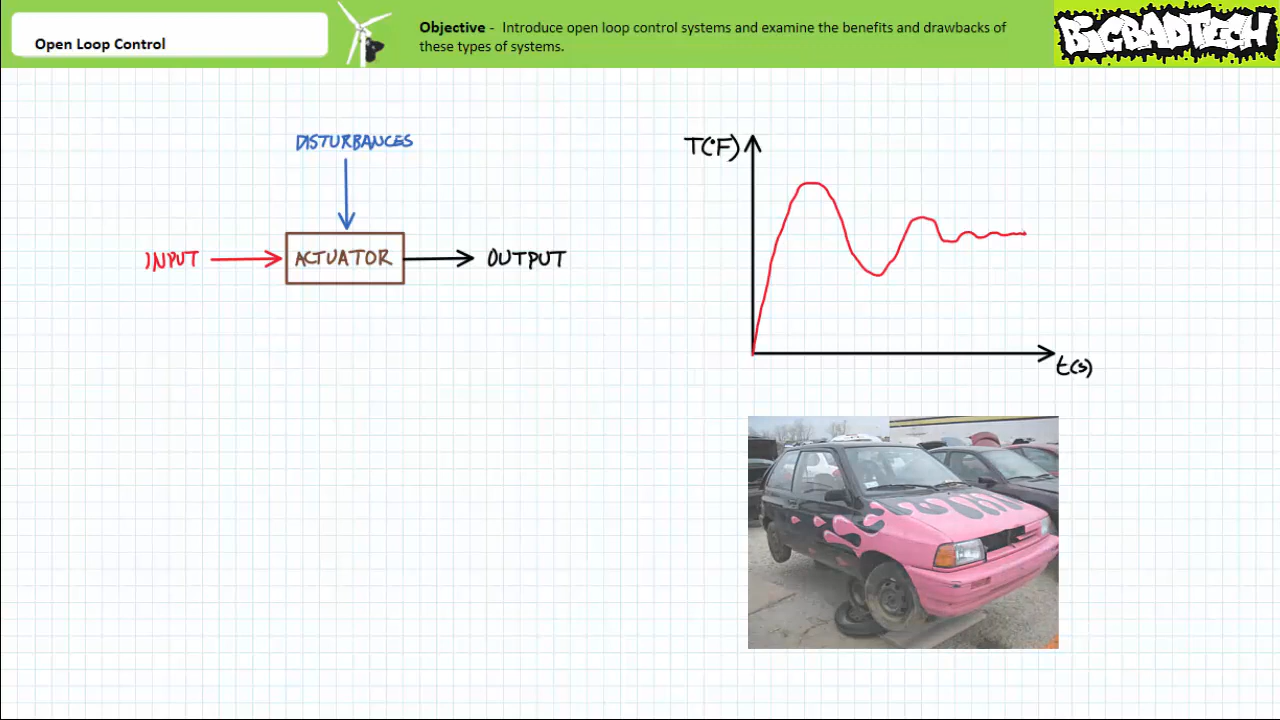 Open Loop Control
Objective - Introduce open loop control systems and examine the benefits and drawbacks of
these types of systems.
BIGBADTECH
DISTURBANCES
INPUT
ACTUATOR
OUTPUT
T(°F)
t(s)